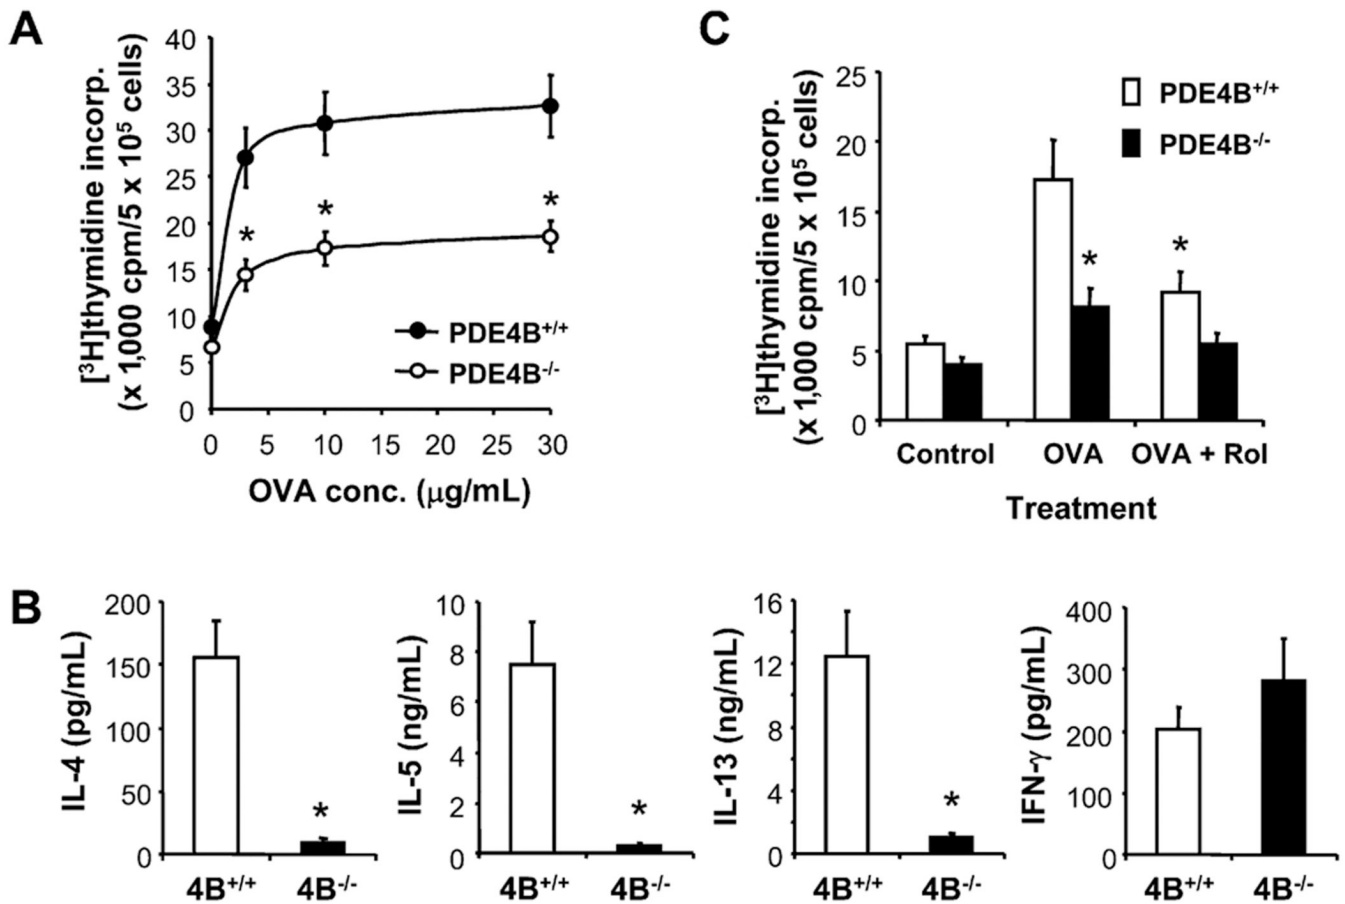 A
[³H]thymidine incorp.
(x 1,000 cpm/5 x 10⁵ cells)
40
35
30
25
20
15
10
5
0
*
*
*
PDE4B⁺/⁺
PDE4B⁻/⁻
0 5 10 15 20 25 30
OVA conc. (µg/mL)
C
[³H]thymidine incorp.
(x 1,000 cpm/5 x 10⁵ cells)
25
20
15
10
5
0
PDE4B⁺/⁺
PDE4B⁻/⁻
*
*
Control OVA OVA + Rol
Treatment
B
IL-4 (pg/mL)
200
150
100
50
0
*
4B⁺/⁺ 4B⁻/⁻
IL-5 (ng/mL)
10
8
6
4
2
0
*
4B⁺/⁺ 4B⁻/⁻
IL-13 (ng/mL)
16
12
8
4
0
*
4B⁺/⁺ 4B⁻/⁻
IFN-γ (pg/mL)
400
300
200
100
0
4B⁺/⁺ 4B⁻/⁻